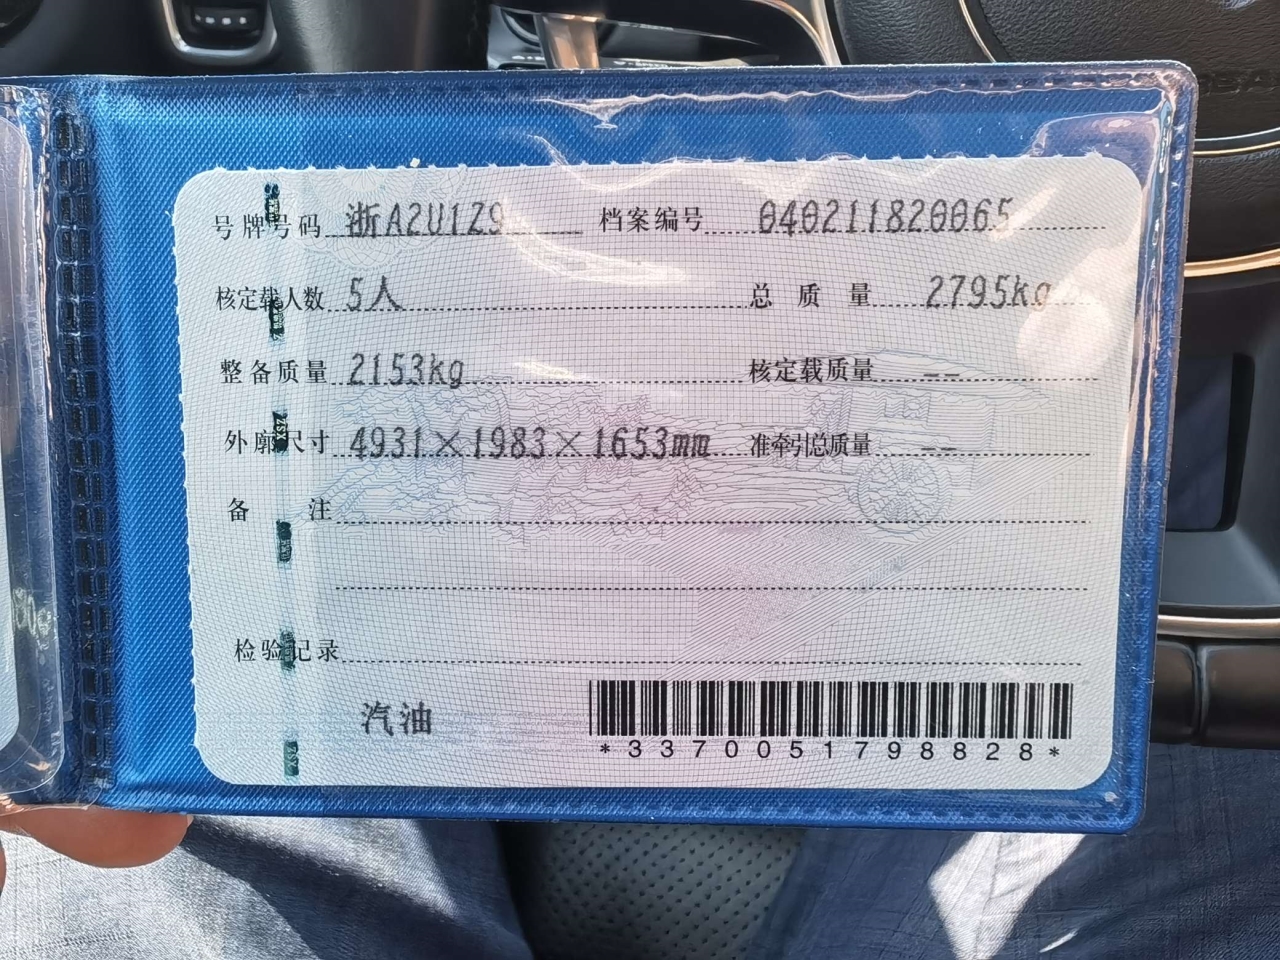 号牌号码 浙A2U1Z9 档案编号 040211820065
核定载人数 5人 总质量 2795kg
整备质量 2153kg 核定载质量 --
外廓尺寸 4931×1983×1653mm 准牵引总质量 --
备注
检验记录
汽油
*3370051798828*